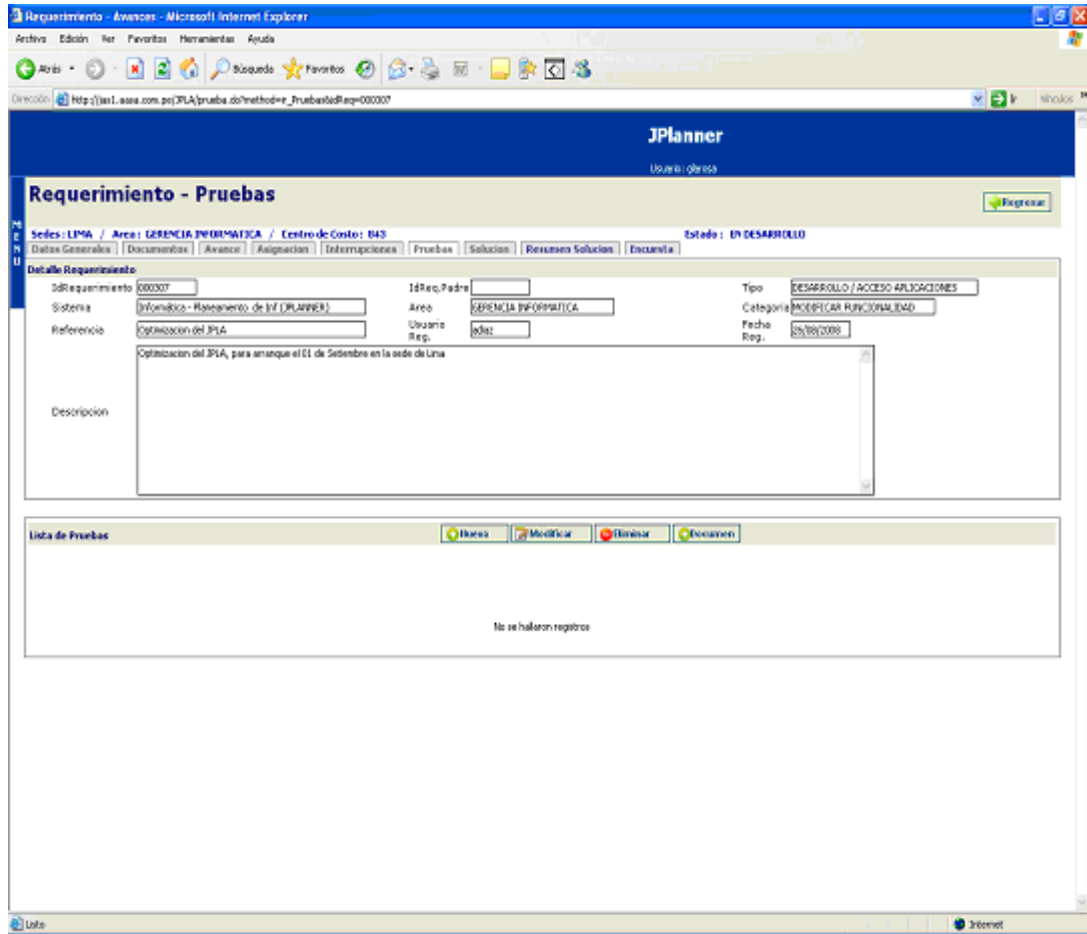 Requerimiento - Avances - Microsoft Internet Explorer
Archivo Edición Ver Favoritos Herramientas Ayuda
Atrás Búsqueda Favoritos
Dirección Ir Vínculos
JPlanner
Usuario:
Requerimiento - Pruebas
Regresar
MENU
Sedes: LIMA / Area: GERENCIA INFORMATICA / Centro de Costo: 843 Estado: EN DESARROLLO
Datos Generales Documentos Avance Asignacion Interrupciones Pruebas Solucion Resumen Solucion Encuesta
Detalle Requerimiento
IdRequerimiento 000307 IdReq.Padre Tipo DESARROLLO / ACCESO APLICACIONES
Sistema Informática - Planeamiento de Inf (JPLANNER) Area GERENCIA INFORMATICA Categoria MODIFICAR FUNCIONALIDAD
Referencia Optimizacion del JPLA Usuario Reg. adiaz Fecha Reg. /08/2008
Optimizacion del JPLA, para arranque el 01 de Setiembre en la sede de Lima
Descripcion
Lista de Pruebas Nueva Modificar Eliminar Documen
No se hallaron registros
Listo Internet